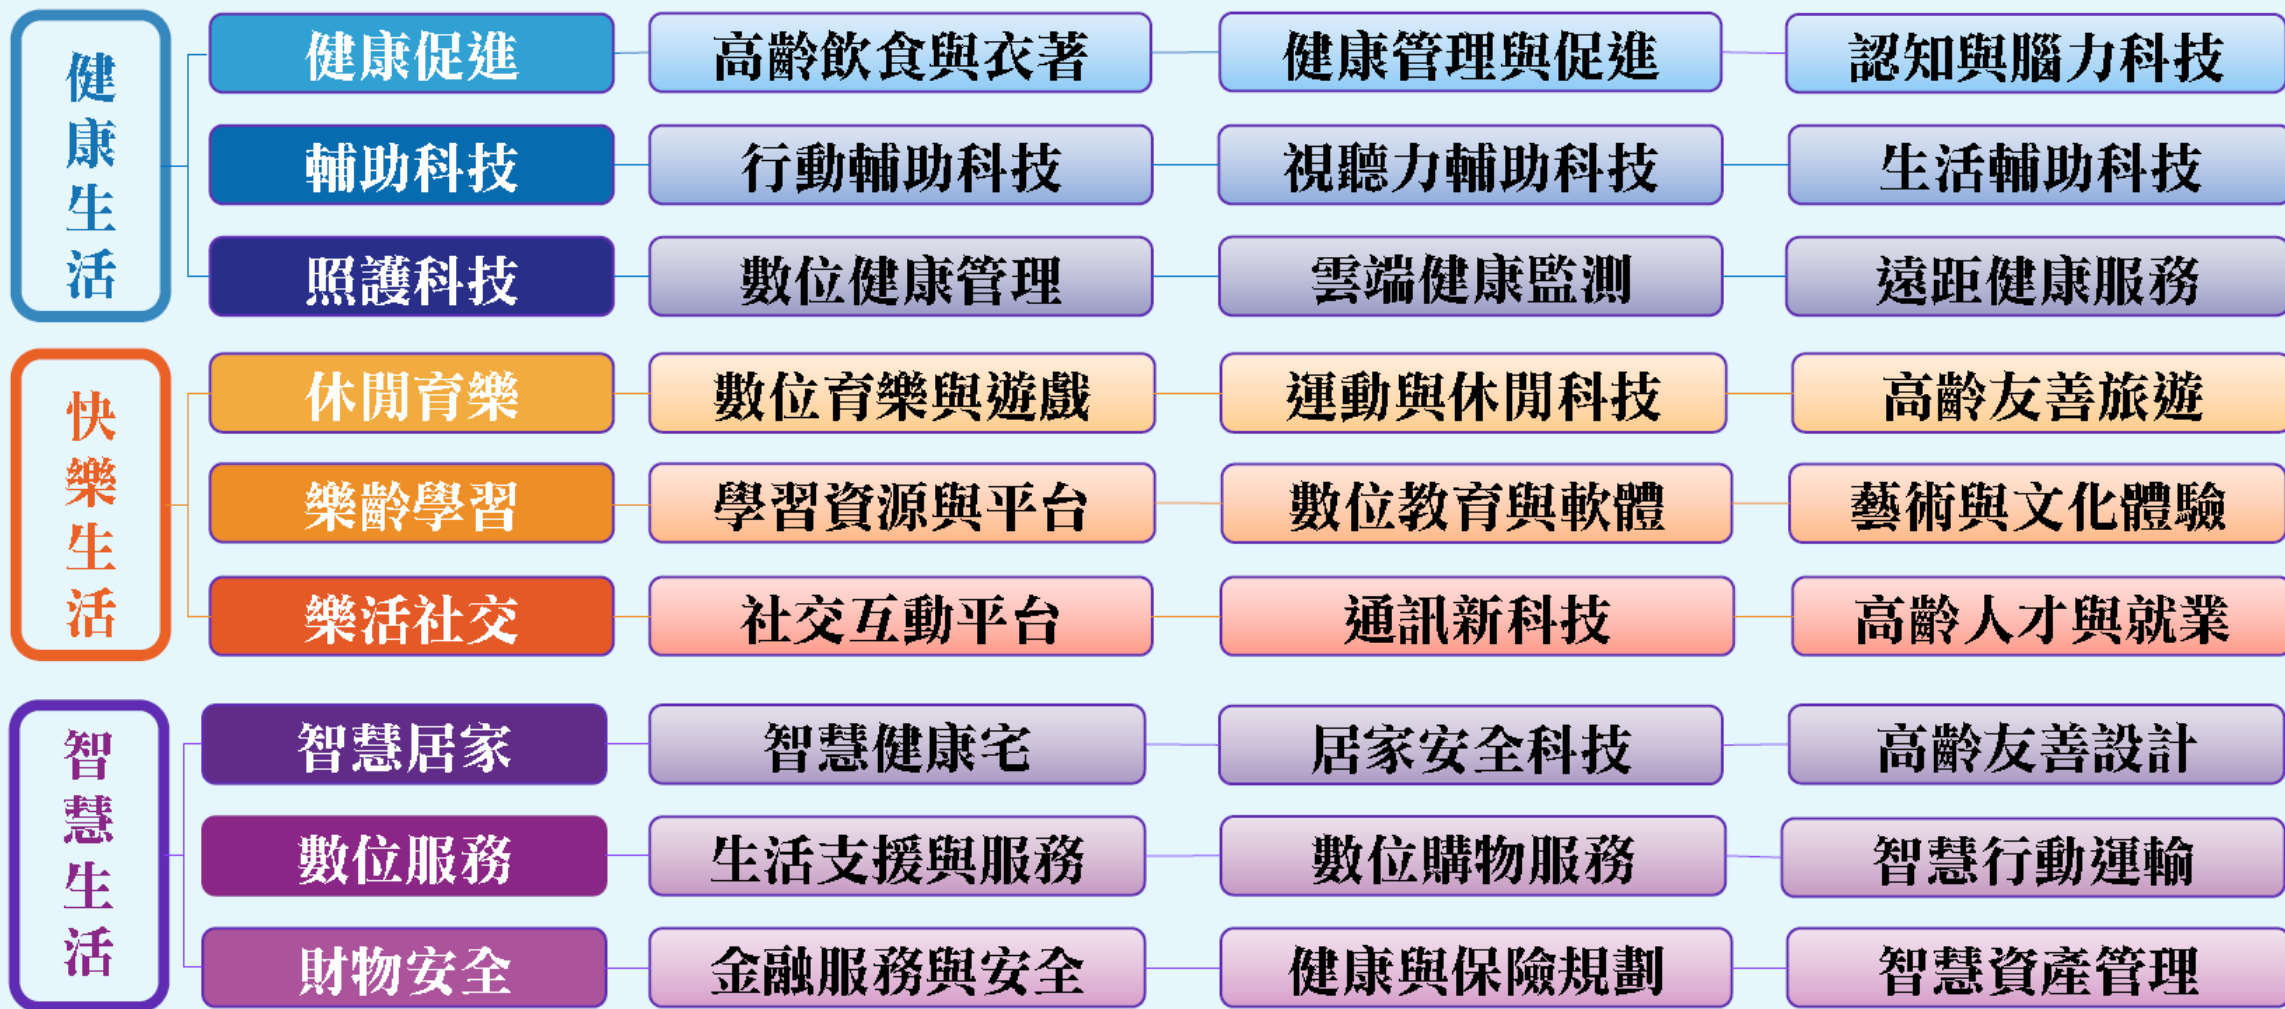 健康生活
健康促進 高齡飲食與衣著 健康管理與促進 認知與腦力科技
輔助科技 行動輔助科技 視聽力輔助科技 生活輔助科技
照護科技 數位健康管理 雲端健康監測 遠距健康服務
快樂生活
休閒育樂 數位育樂與遊戲 運動與休閒科技 高齡友善旅遊
樂齡學習 學習資源與平台 數位教育與軟體 藝術與文化體驗
樂活社交 社交互動平台 通訊新科技 高齡人才與就業
智慧生活
智慧居家 智慧健康宅 居家安全科技 高齡友善設計
數位服務 生活支援與服務 數位購物服務 智慧行動運輸
財物安全 金融服務與安全 健康與保險規劃 智慧資產管理